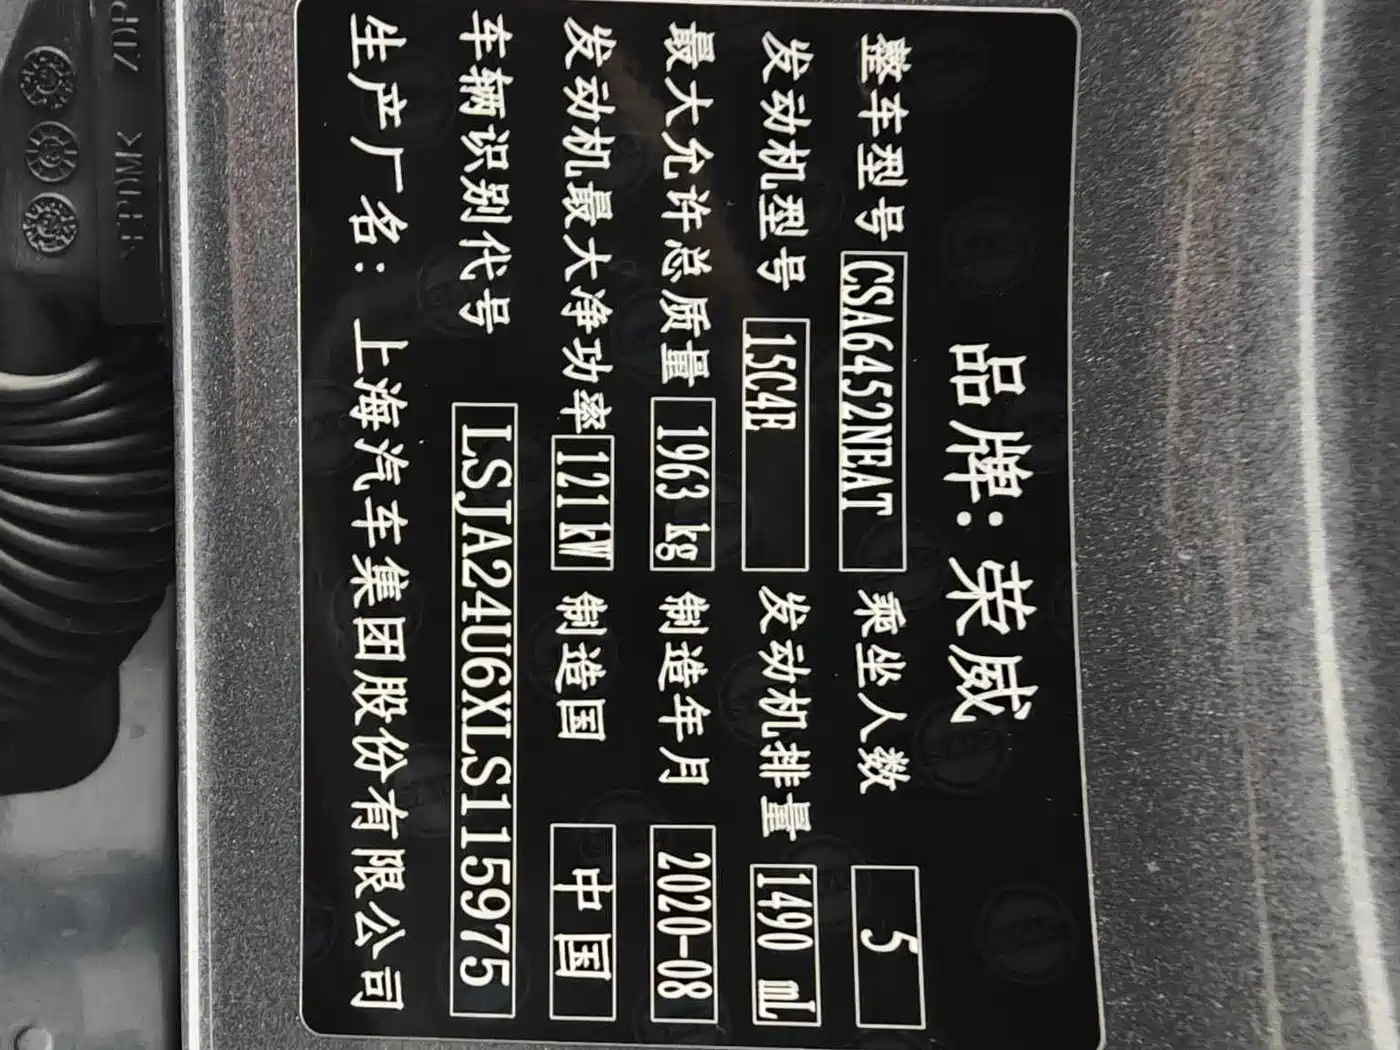 品牌：荣威
整车型号 CSA6452NEAT 乘坐人数 5
发动机型号 15C4E 发动机排量 1490 mL
最大允许总质量 1963 kg 制造年月 2020-08
发动机最大净功率 121kW 制造国 中国
车辆识别代号 LSJA24U6XLS115975
生产厂名：上海汽车集团股份有限公司